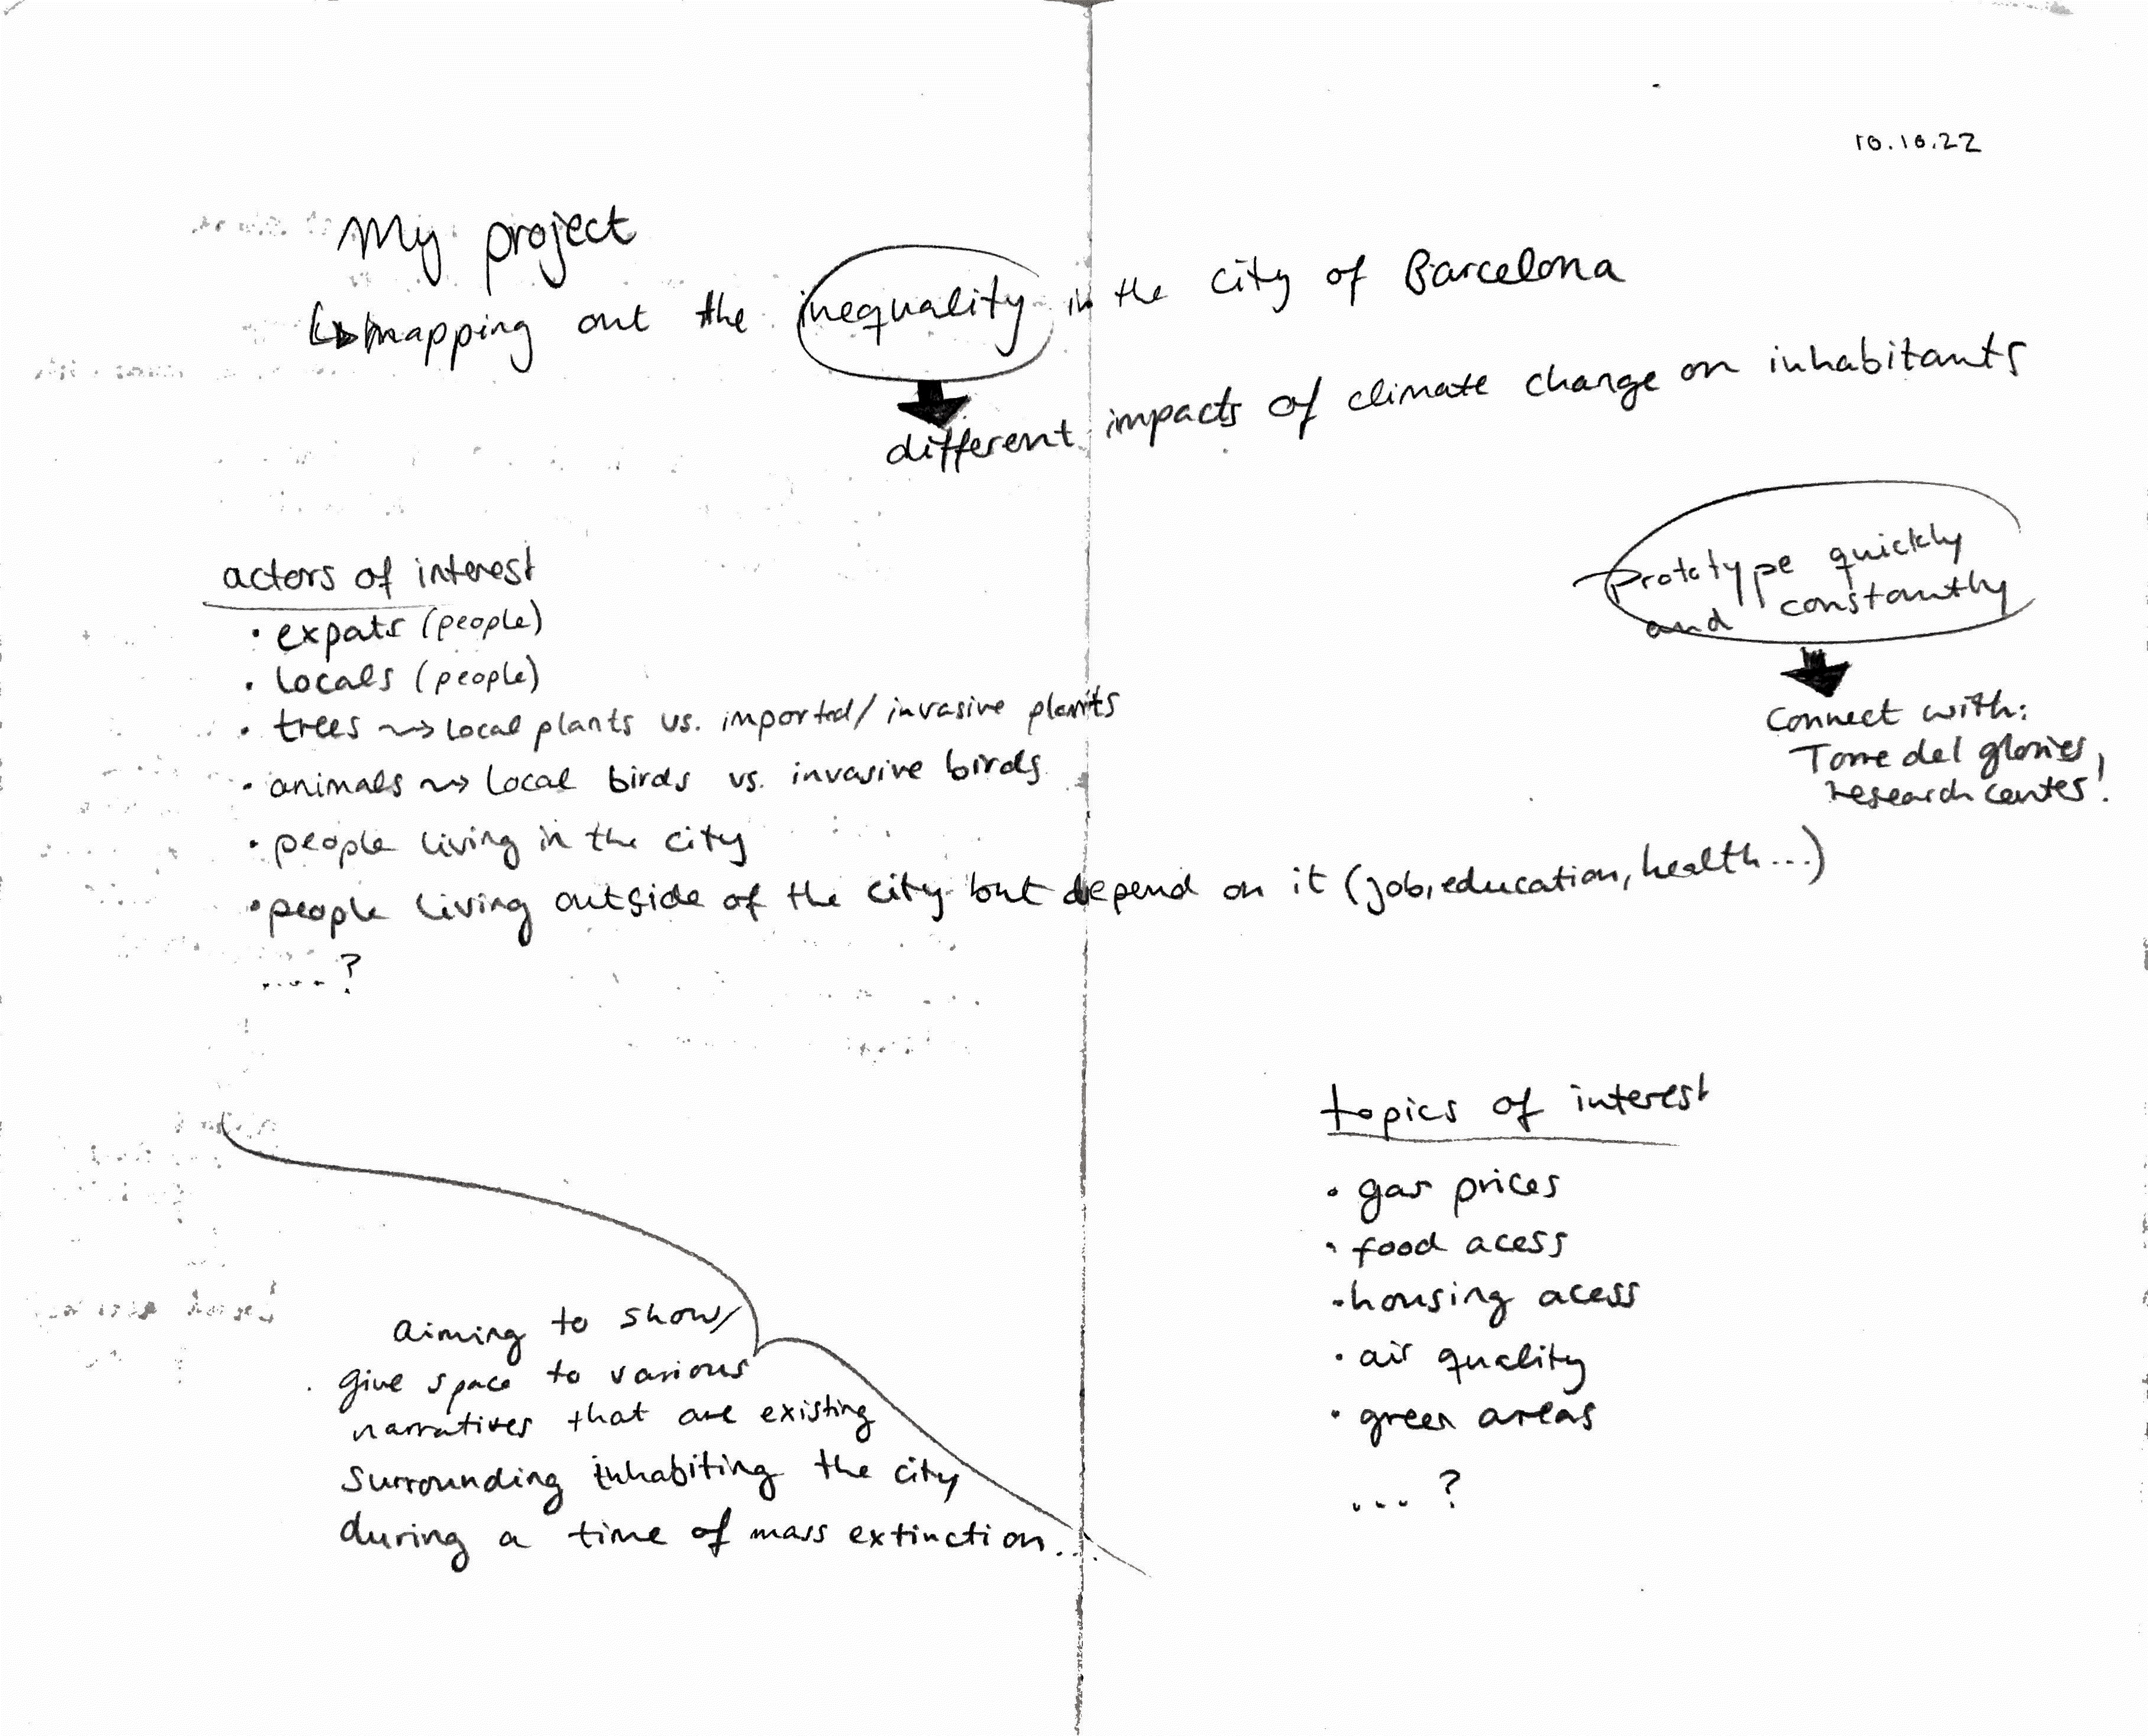 10.10.22
My project
mapping out the inequality in the city of Barcelona
different impacts of climate change on inhabitants
prototype quickly
and constantly
connect with:
Torre del glories
research center!
actors of interest
• expats (people)
• locals (people)
• trees → local plants vs. imported/invasive plants
• animals → local birds vs. invasive birds
• people living in the city
• people living outside of the city but depend on it (job, education, health...)
....?
topics of interest
• gas prices
• food acess
• housing acess
• air quality
• green areas
... ?
aiming to show/
give space to various
narratives that are existing
surrounding inhabiting the city
during a time of mass extinction...